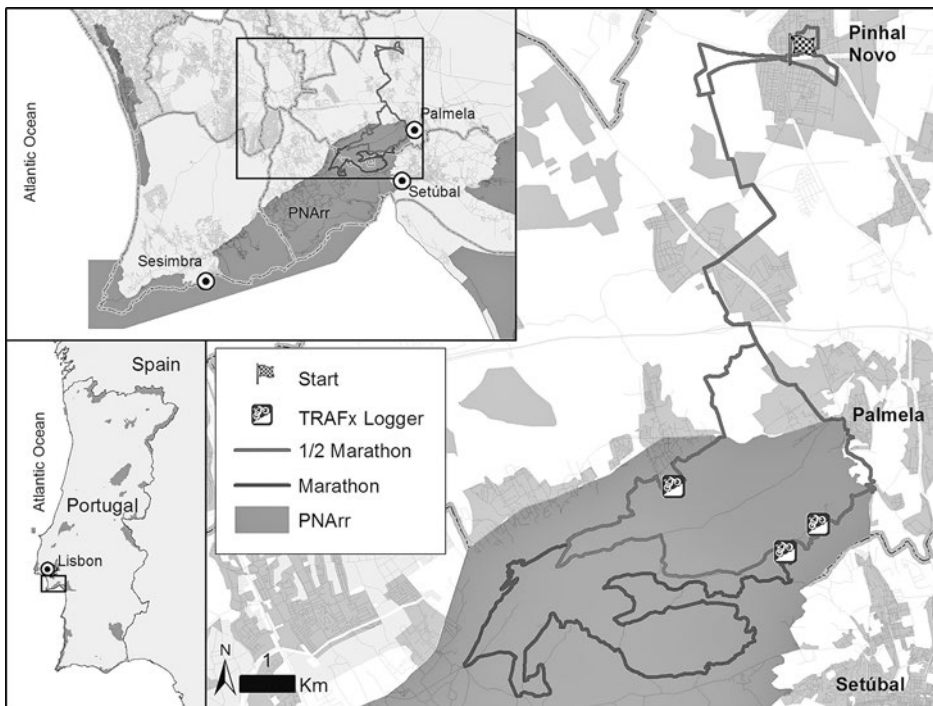 Atlantic Ocean
Palmela
Setúbal
PNArr
Sesimbra
Spain
Atlantic Ocean
Portugal
Lisbon
Start
TRAFx Logger
1/2 Marathon
Marathon
PNArr
N
1
Km
Pinhal
Novo
Palmela
Setúbal